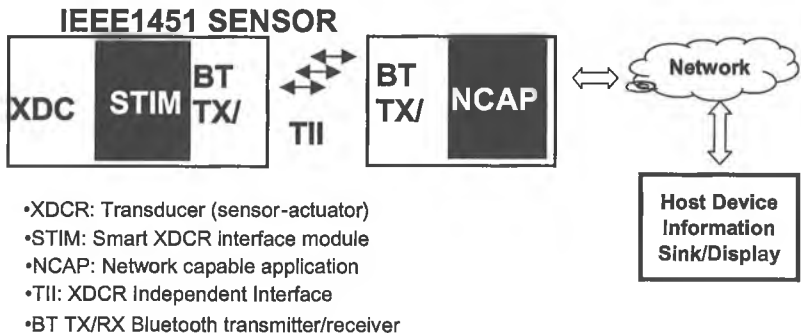 IEEE1451 SENSOR
XDC
STIM
BT
TX/
TII
BT
TX/
NCAP
Network
Host Device
Information
Sink/Display
•XDCR: Transducer (sensor-actuator)
•STIM: Smart XDCR interface module
•NCAP: Network capable application
•TII: XDCR Independent Interface
•BT TX/RX Bluetooth transmitter/receiver